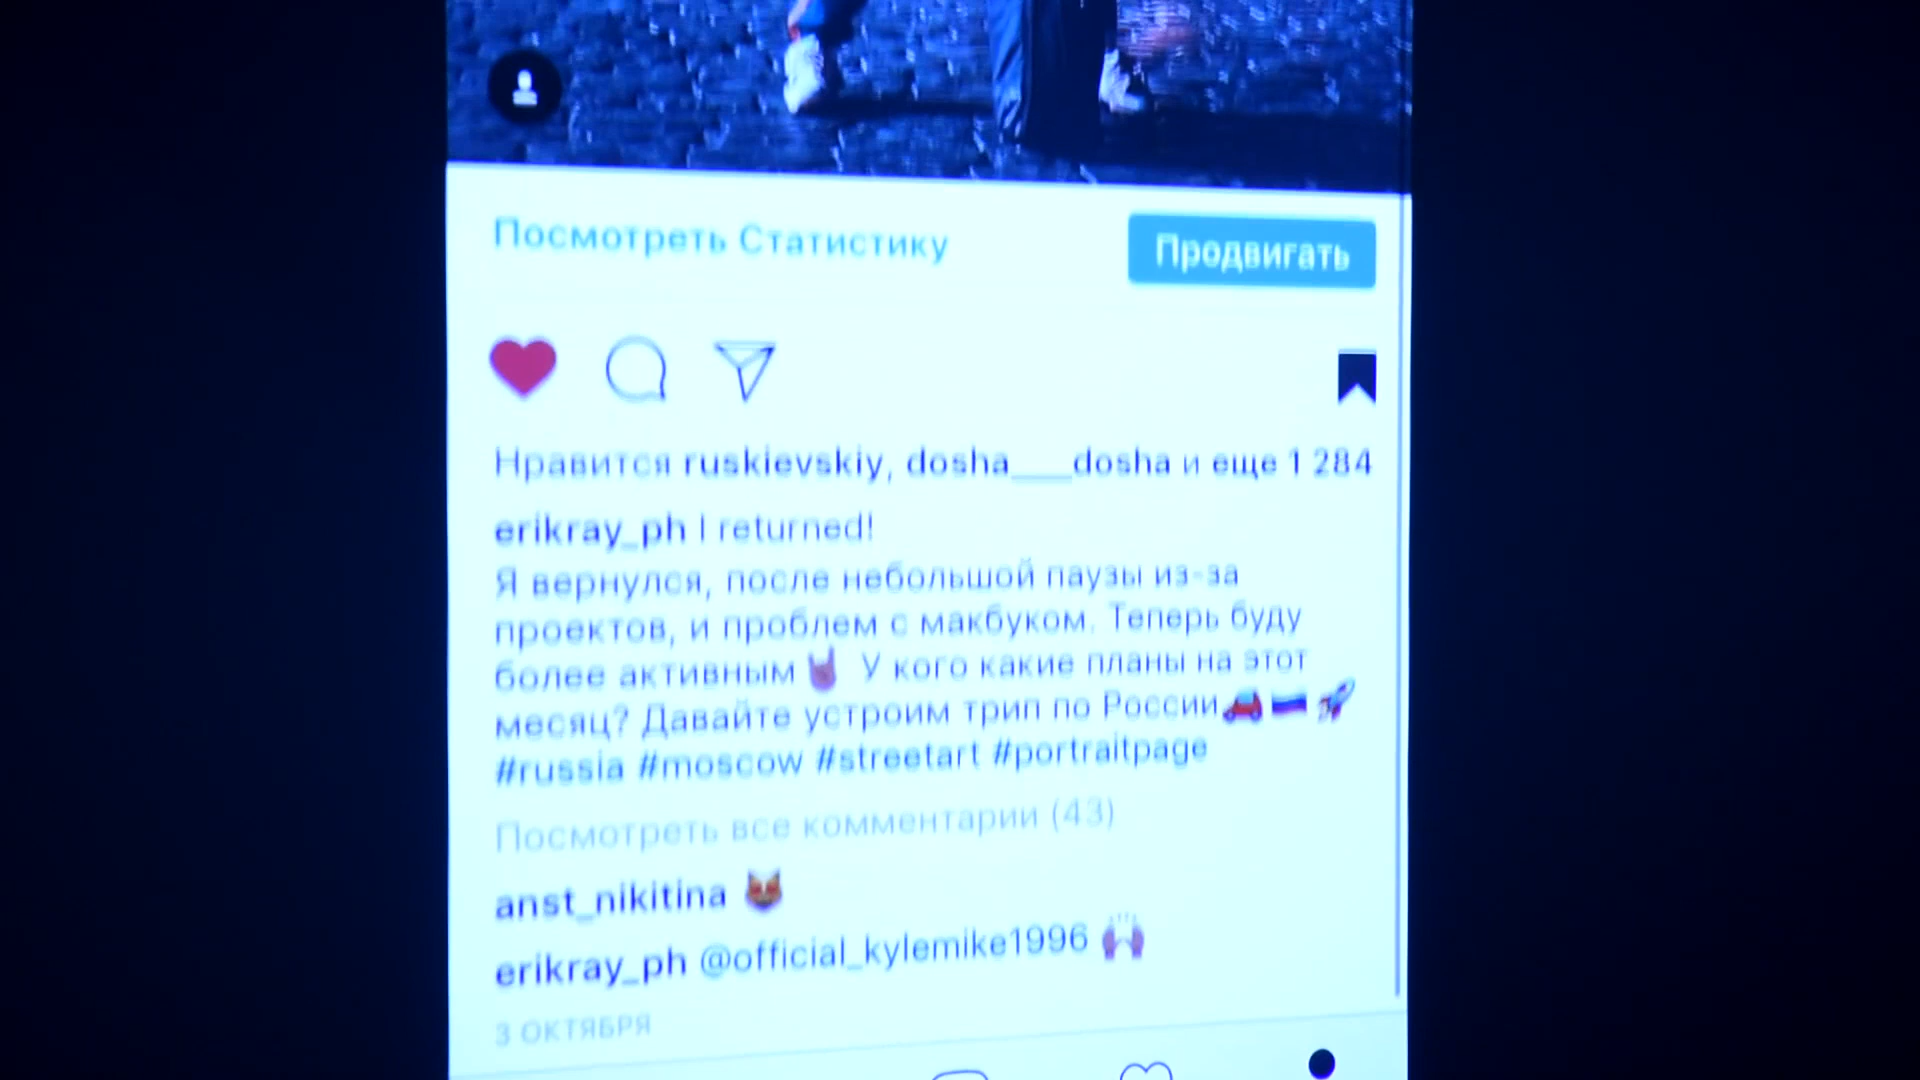 Посмотреть Статистику
Продвигать
Нравится ruskievskiy, dosha___dosha и еще 1 284
erikray_ph I returned!
Я вернулся, после небольшой паузы из-за
проектов, и проблем с макбуком. Теперь буду
более активным🤘 У кого какие планы на этот
месяц? Давайте устроим трип по России🚗🇷🇺🚀
#russia #moscow #streetart #portraitpage
Посмотреть все комментарии (43)
anst_nikitina 😻
erikray_ph @official_kylemike1996 🙌
3 ОКТЯБРЯ